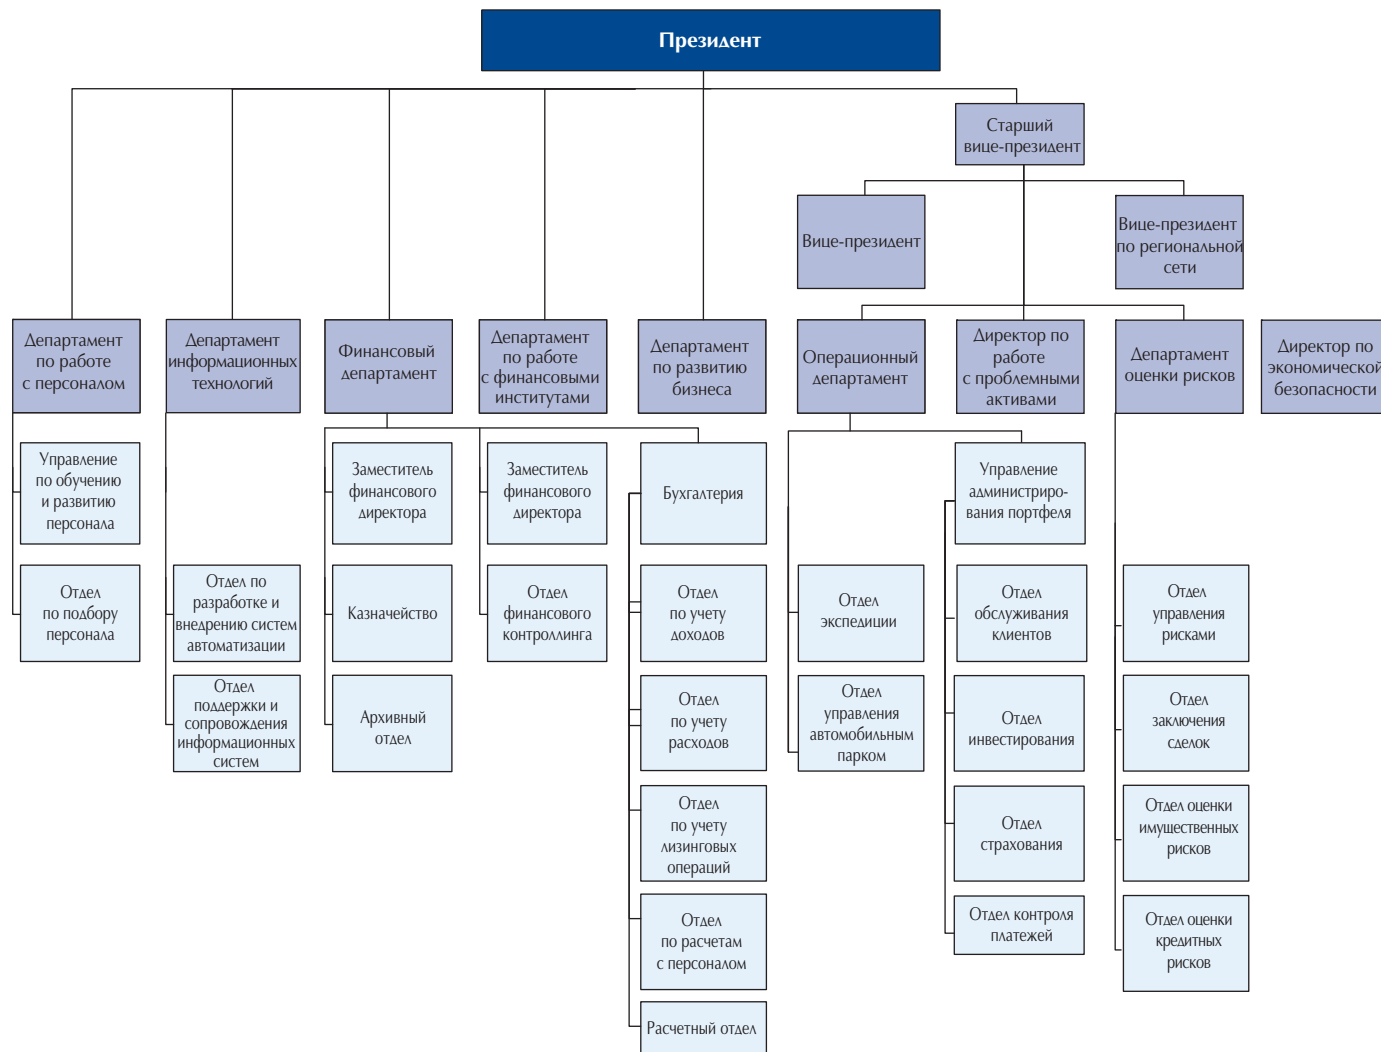 Президент
Старший
вице-президент
Вице-президент
Вице-президент
по региональной
сети
Департамент
по работе
с персоналом
Департамент
информационных
технологий
Финансовый
департамент
Департамент
по работе
с финансовыми
институтами
Департамент
по развитию
бизнеса
Операционный
департамент
Директор по
работе
с проблемными
активами
Департамент
оценки рисков
Директор по
экономической
безопасности
Управление
по обучению
и развитию
персонала
Заместитель
финансового
директора
Заместитель
финансового
директора
Бухгалтерия
Управление
администриро-
вания портфеля
Отдел
по подбору
персонала
Отдел по
разработке и
внедрению систем
автоматизации
Казначейство
Отдел
финансового
контроллинга
Отдел
по учету
доходов
Отдел
экспедиции
Отдел
обслуживания
клиентов
Отдел
управления
рисками
Отдел
поддержки и
сопровождения
информационных
систем
Архивный
отдел
Отдел
по учету
расходов
Отдел
управления
автомобильным
парком
Отдел
инвестирования
Отдел
заключения
сделок
Отдел
по учету
лизинговых
операций
Отдел
страхования
Отдел оценки
имущественных
рисков
Отдел
по расчетам
с персоналом
Отдел контроля
платежей
Отдел оценки
кредитных
рисков
Расчетный отдел